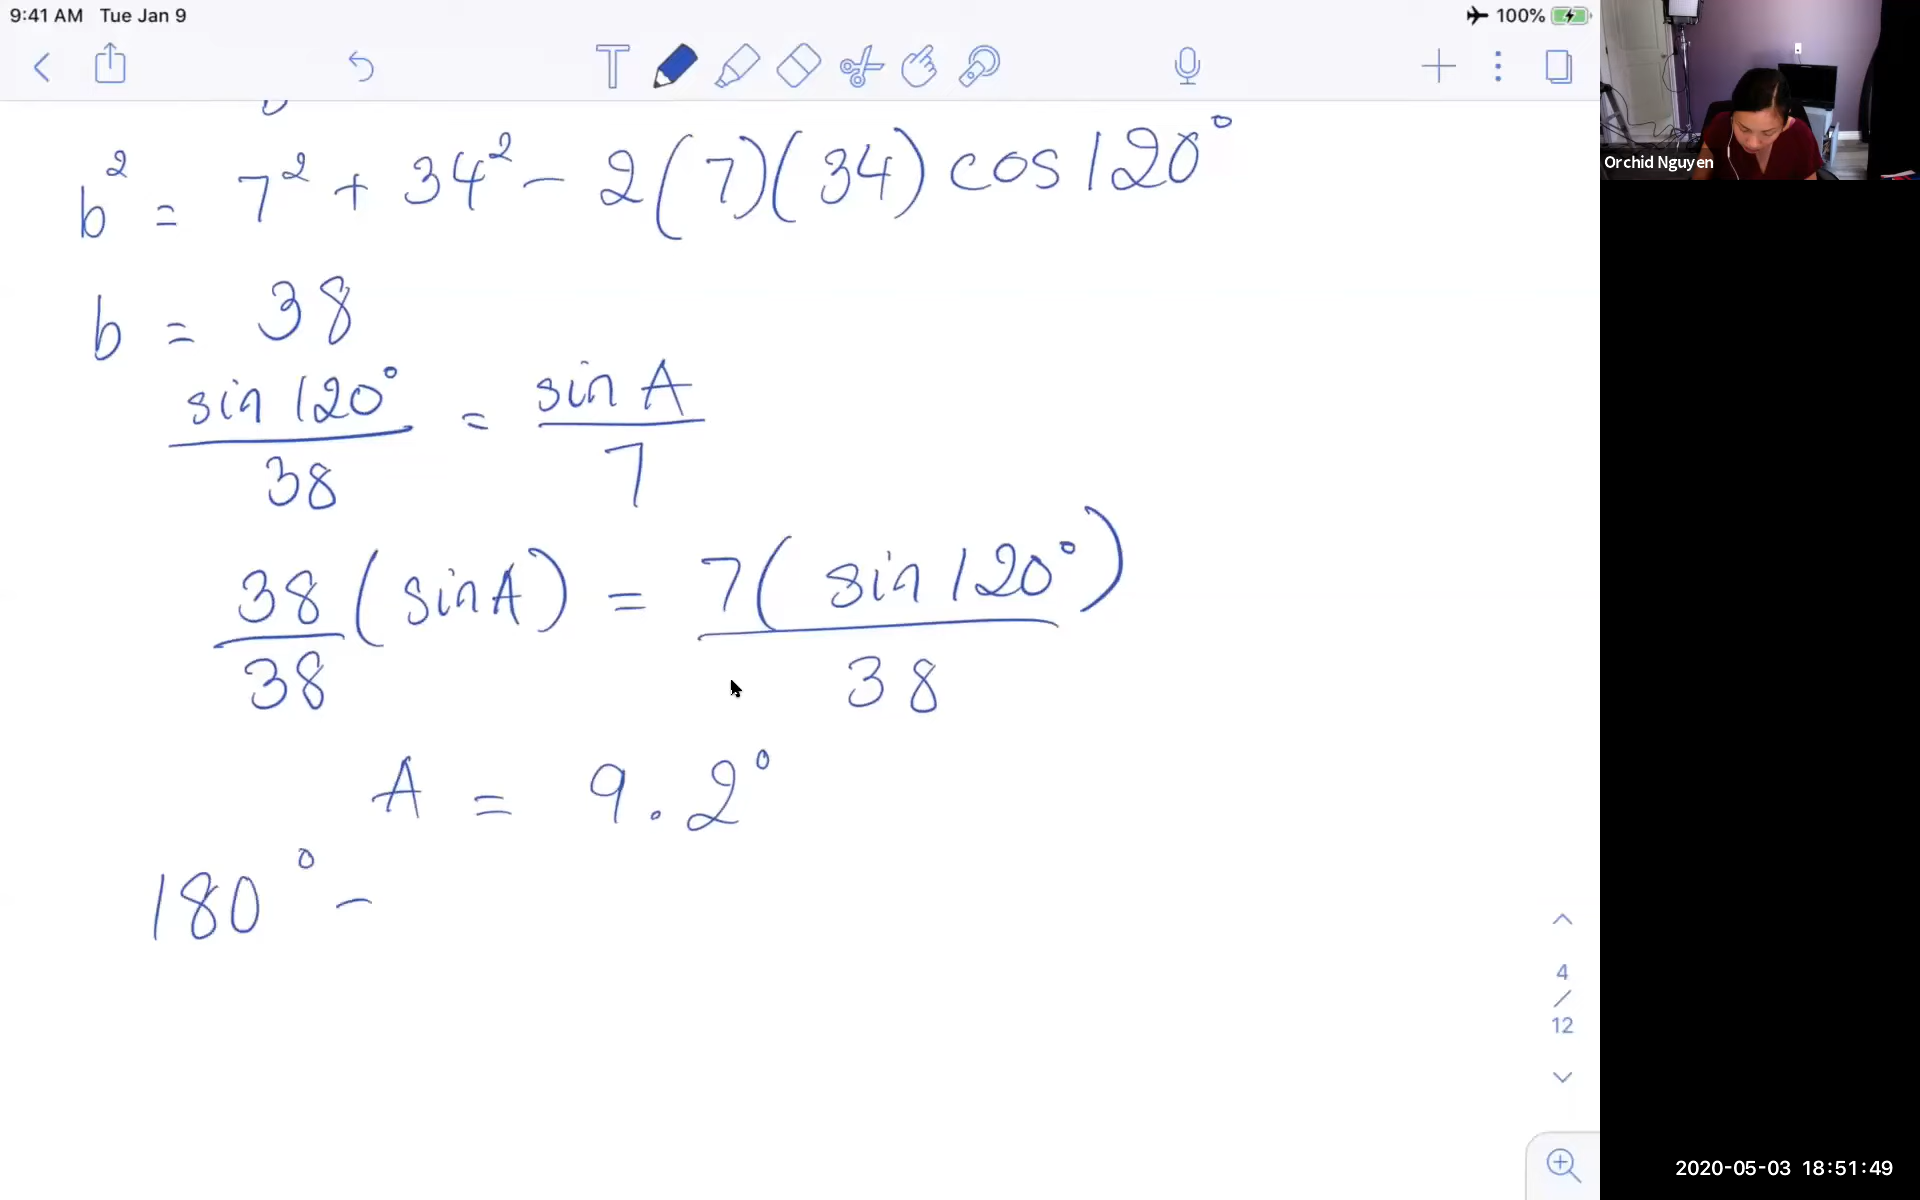 9:41 AM Tue Jan 9
100%
b² = 7² + 34² - 2(7)(34) cos 120°
b = 38
sin 120° / 38 = sin A / 7
38 (sin A) / 38 = 7 (sin 120°) / 38
A = 9.2°
180° -
4 / 12
Orchid Nguyen
2020-05-03 18:51:49